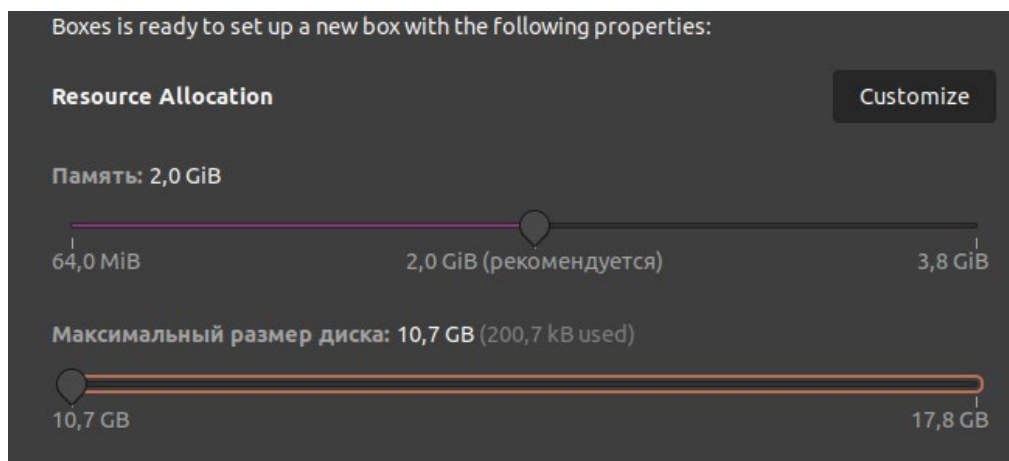 Boxes is ready to set up a new box with the following properties:
Resource Allocation
Customize
Память: 2,0 GiB
64,0 MiB
2,0 GiB (рекомендуется)
3,8 GiB
Максимальный размер диска: 10,7 GB (200,7 kB used)
10,7 GB
17,8 GB